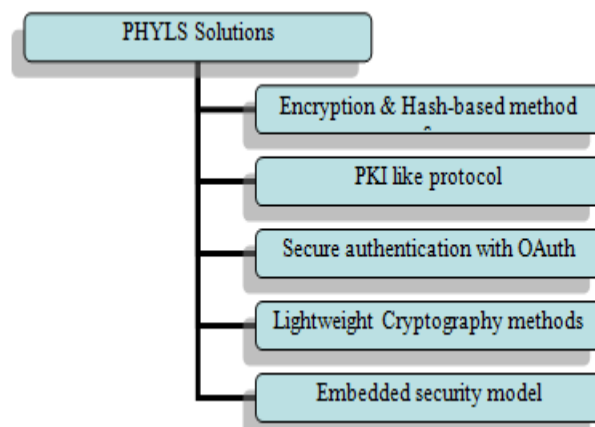 PHYLS Solutions
Encryption & Hash-based method
PKI like protocol
Secure authentication with OAuth
Lightweight Cryptography methods
Embedded security model